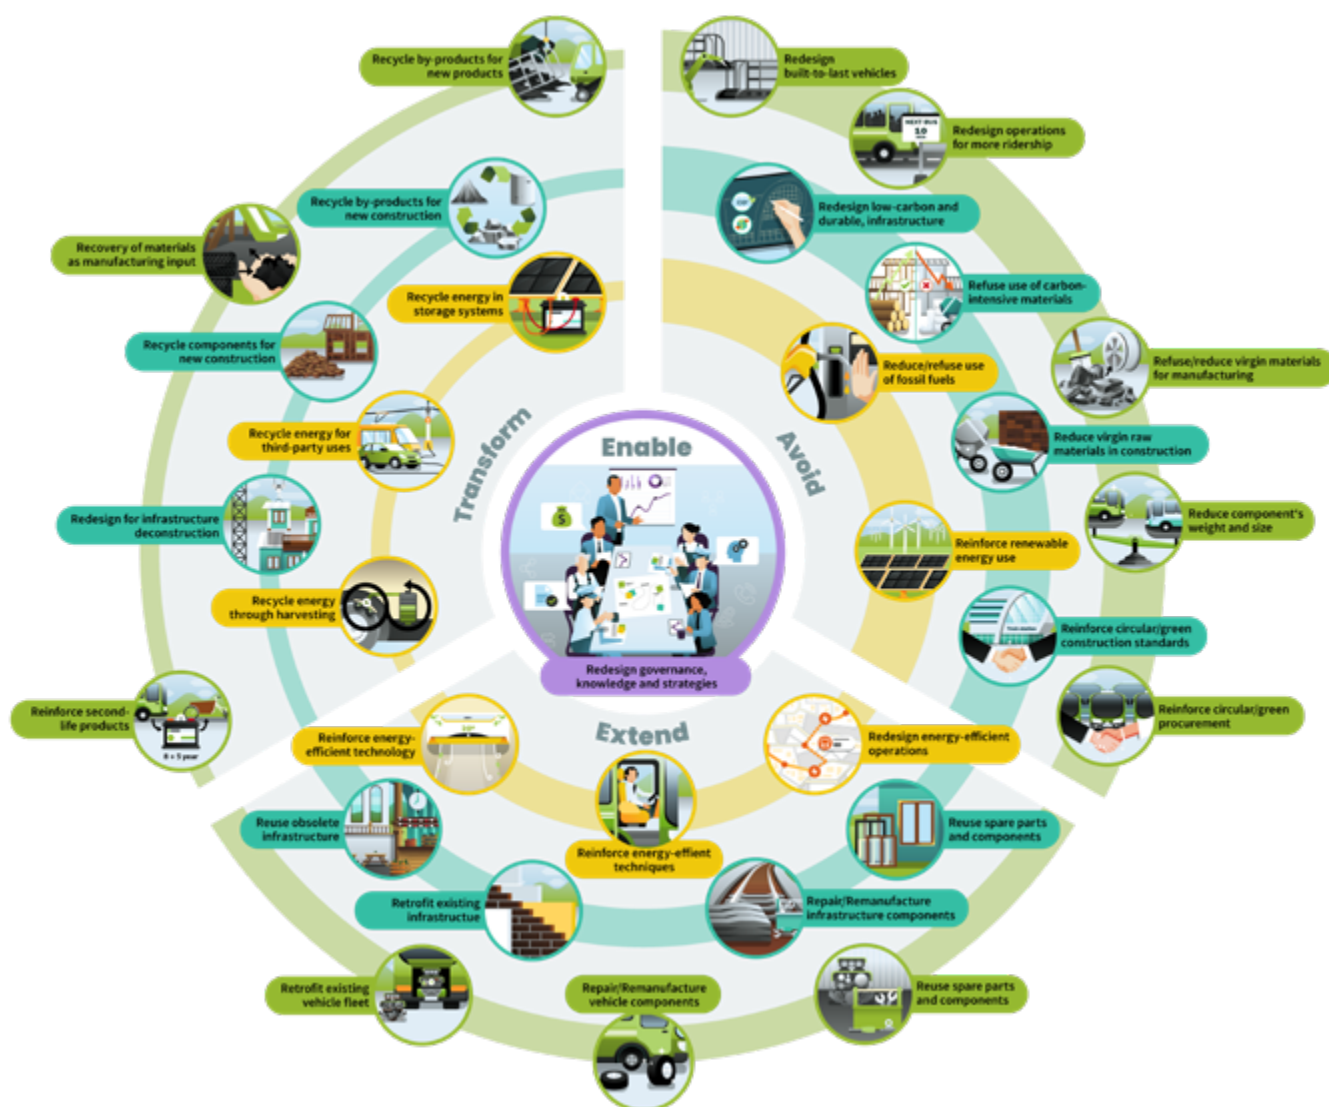 Recycle by-products for
new products
Redesign
built-to-last vehicles
NEXT BUS
10
Redesign operations
for more ridership
Recycle by-products for
new construction
Redesign low-carbon and
durable, infrastructure
Recovery of materials
as manufacturing input
Recycle energy in
storage systems
Refuse use of carbon-
intensive materials
Recycle components for
new construction
Reduce/refuse use
of fossil fuels
Refuse/reduce virgin materials
for manufacturing
Recycle energy for
third-party uses
Transform
Enable
Avoid
Reduce virgin raw
materials in construction
Redesign for infrastructure
deconstruction
$
Reinforce renewable
energy use
Reduce component's
weight and size
Recycle energy
through harvesting
Reinforce circular/green
construction standards
Redesign governance,
knowledge and strategies
Reinforce second-
life products
8 + 5 year
Reinforce circular/green
procurement
Reinforce energy-
efficient technology
Extend
Redesign energy-efficient
operations
Reuse obsolete
infrastructure
Reinforce energy-effient
techniques
Reuse spare parts
and components
Retrofit existing
infrastructue
Repair/Remanufacture
infrastructure components
Retrofit existing
vehicle fleet
Repair/Remanufacture
vehicle components
Reuse spare parts
and components